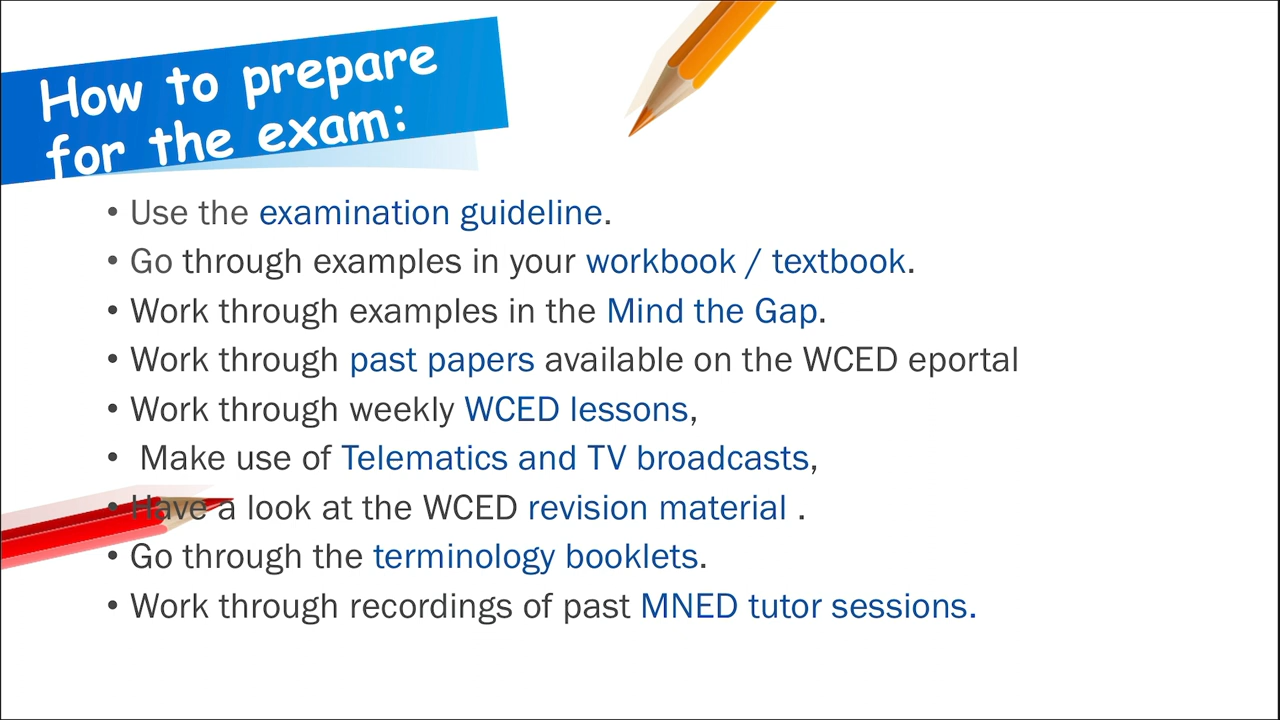 How to prepare
for the exam:
• Use the examination guideline.
• Go through examples in your workbook / textbook.
• Work through examples in the Mind the Gap.
• Work through past papers available on the WCED eportal
• Work through weekly WCED lessons,
• Make use of Telematics and TV broadcasts,
• Have a look at the WCED revision material .
• Go through the terminology booklets.
• Work through recordings of past MNED tutor sessions.